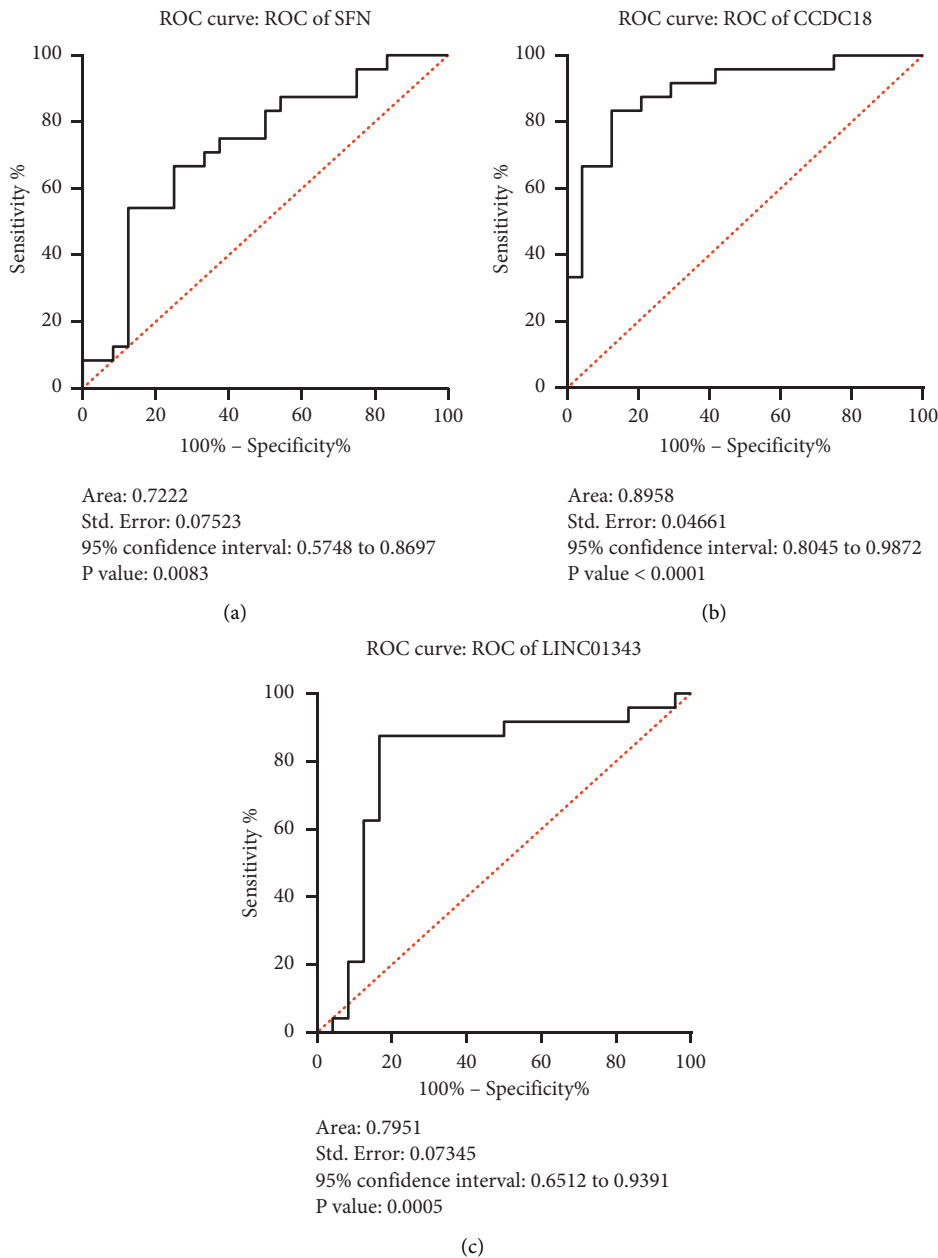 ROC curve: ROC of SFN
100
80
60
40
20
0
Sensitivity %
0 20 40 60 80 100
100% – Specificity%
Area: 0.7222
Std. Error: 0.07523
95% confidence interval: 0.5748 to 0.8697
P value: 0.0083
(a)
ROC curve: ROC of CCDC18
100
80
60
40
20
0
Sensitivity %
0 20 40 60 80 100
100% – Specificity%
Area: 0.8958
Std. Error: 0.04661
95% confidence interval: 0.8045 to 0.9872
P value < 0.0001
(b)
ROC curve: ROC of LINC01343
100
80
60
40
20
0
Sensitivity %
0 20 40 60 80 100
100% – Specificity%
Area: 0.7951
Std. Error: 0.07345
95% confidence interval: 0.6512 to 0.9391
P value: 0.0005
(c)